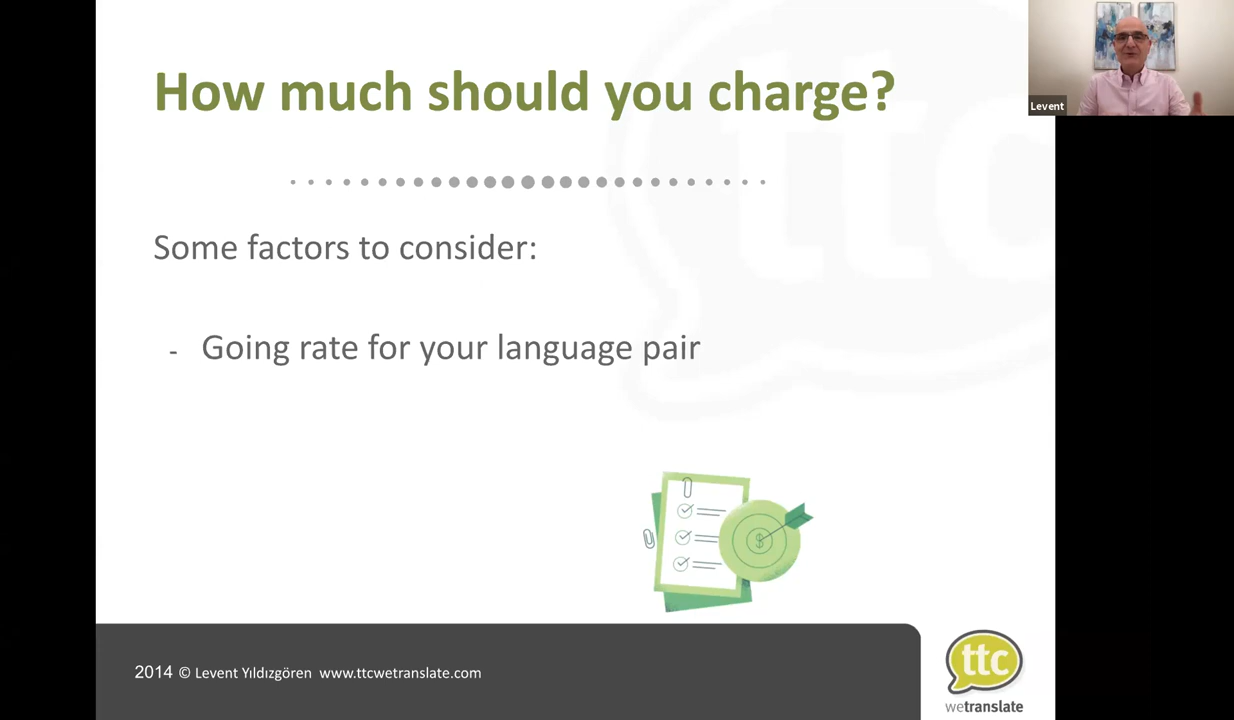 How much should you charge?
Levent
Some factors to consider:
- Going rate for your language pair
2014 © Levent Yıldızgören www.ttcwetranslate.com
ttc
wetranslate
ttc